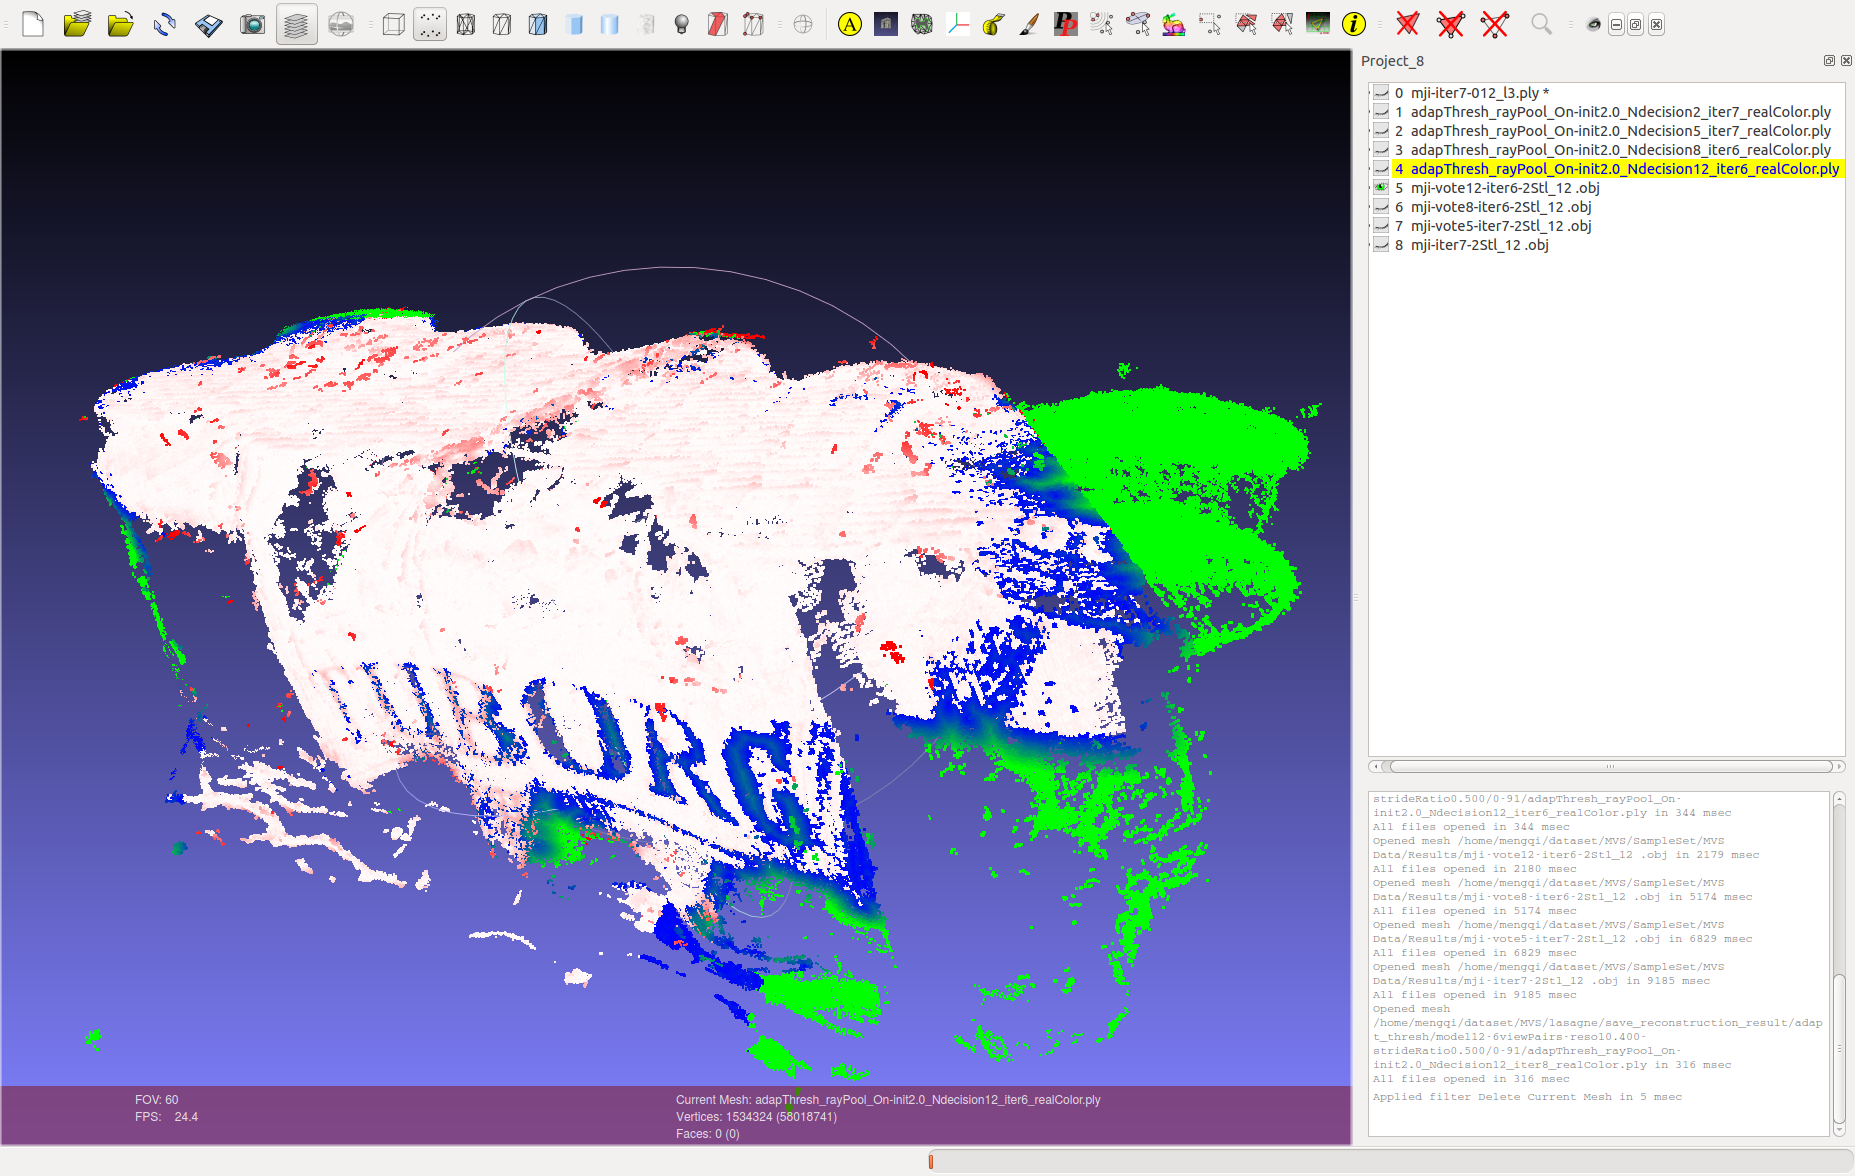 Project_8
0 mji-iter7-012_l3.ply *
1 adapThresh_rayPool_On-init2.0_Ndecision2_iter7_realColor.ply
2 adapThresh_rayPool_On-init2.0_Ndecision5_iter7_realColor.ply
3 adapThresh_rayPool_On-init2.0_Ndecision8_iter6_realColor.ply
4 adapThresh_rayPool_On-init2.0_Ndecision12_iter6_realColor.ply
5 mji-vote12-iter6-2Stl_12 .obj
6 mji-vote8-iter6-2Stl_12 .obj
7 mji-vote5-iter7-2Stl_12 .obj
8 mji-iter7-2Stl_12 .obj
BURG
strideRatio0.500/0-91/adapThresh_rayPool_On-
init2.0_Ndecision12_iter6_realColor.ply in 344 msec
All files opened in 344 msec
Opened mesh /home/mengqi/dataset/MVS/SampleSet/MVS
Data/Results/mji-vote12-iter6-2Stl_12 .obj in 2179 msec
All files opened in 2180 msec
Opened mesh /home/mengqi/dataset/MVS/SampleSet/MVS
Data/Results/mji-vote8-iter6-2Stl_12 .obj in 5174 msec
All files opened in 5174 msec
Opened mesh /home/mengqi/dataset/MVS/SampleSet/MVS
Data/Results/mji-vote5-iter7-2Stl_12 .obj in 6829 msec
All files opened in 6829 msec
Opened mesh /home/mengqi/dataset/MVS/SampleSet/MVS
Data/Results/mji-iter7-2Stl_12 .obj in 9185 msec
All files opened in 9185 msec
Opened mesh
/home/mengqi/dataset/MVS/lasagne/save_reconstruction_result/adap
t_thresh/model12-6viewPairs-resol0.400-
strideRatio0.500/0-91/adapThresh_rayPool_On-
init2.0_Ndecision12_iter8_realColor.ply in 316 msec
All files opened in 316 msec
Applied filter Delete Current Mesh in 5 msec
FOV: 60
FPS: 24.4
Current Mesh: adapThresh_rayPool_On-init2.0_Ndecision12_iter6_realColor.ply
Vertices: 1534324 (58018741)
Faces: 0 (0)